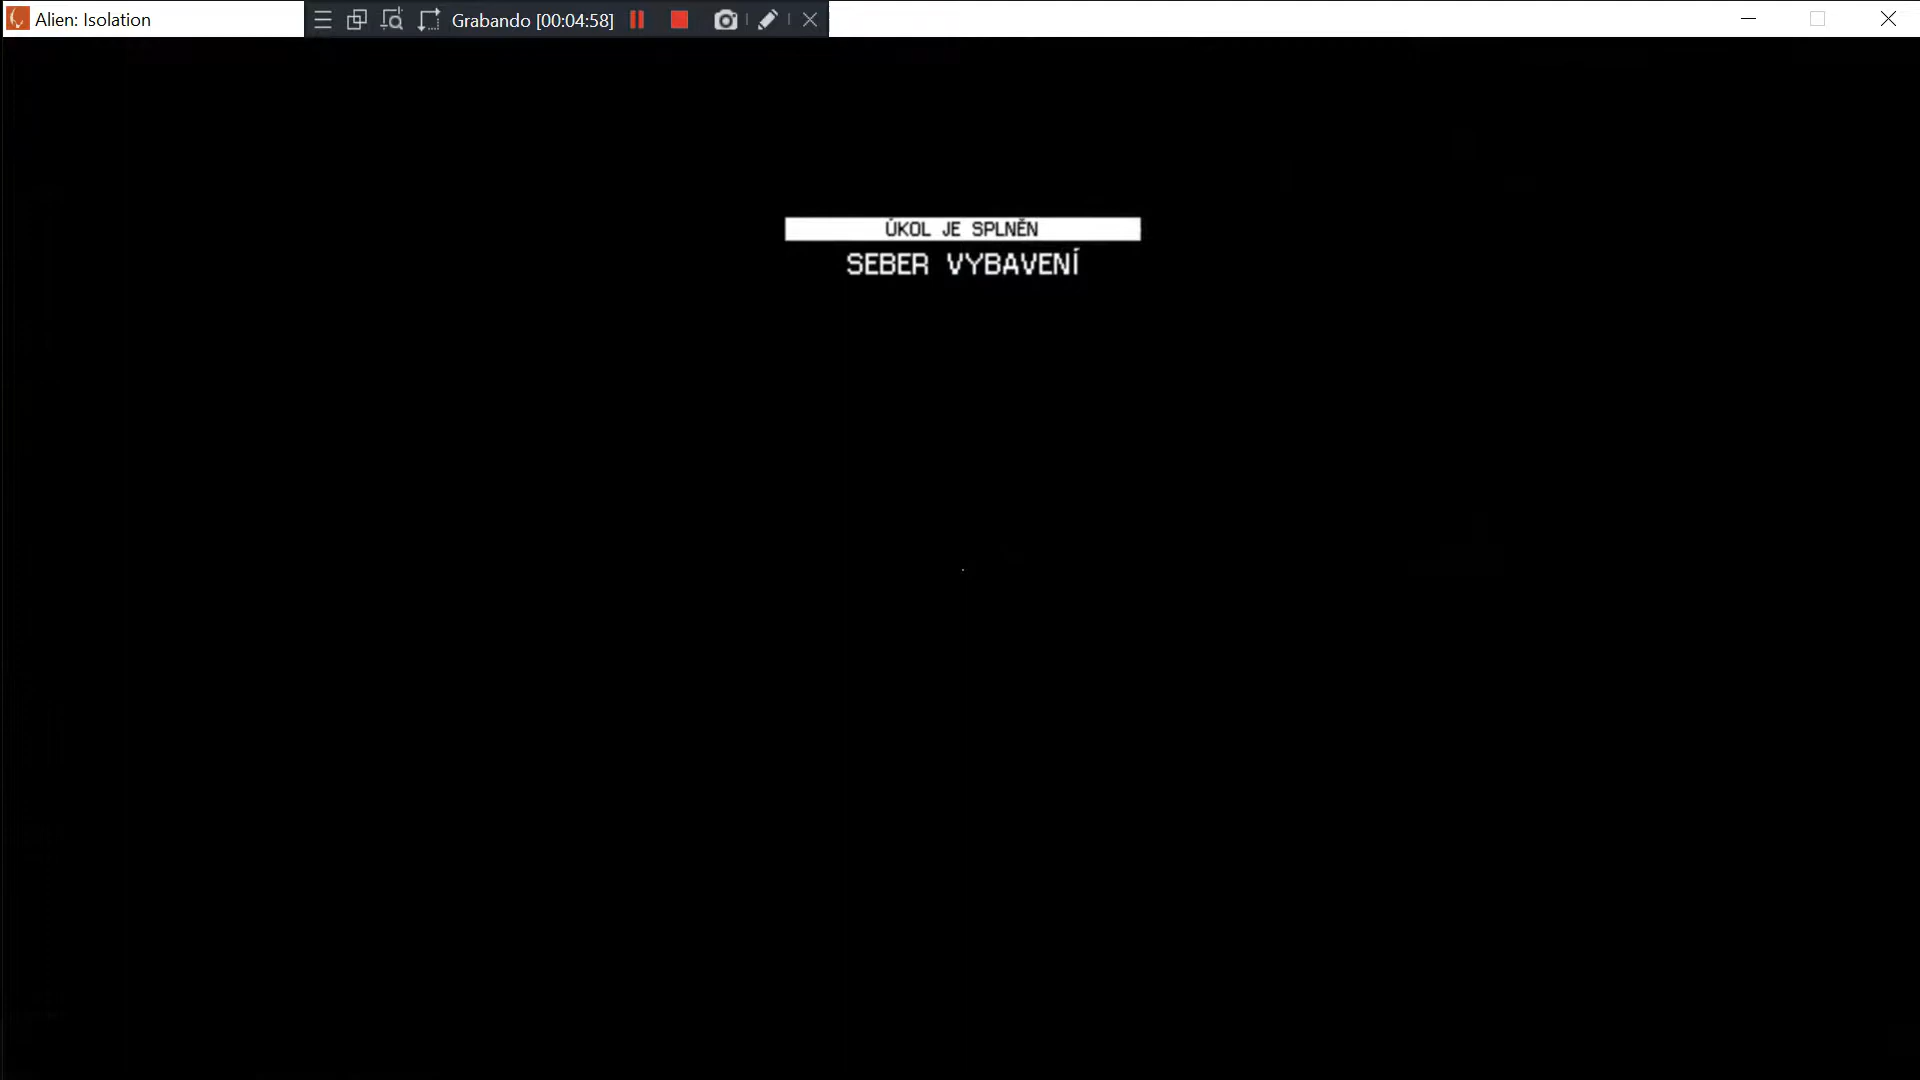 Alien: Isolation
Grabando [00:04:58]
ÚKOL JE SPLNĚN
SEBER VYBAVENÍ